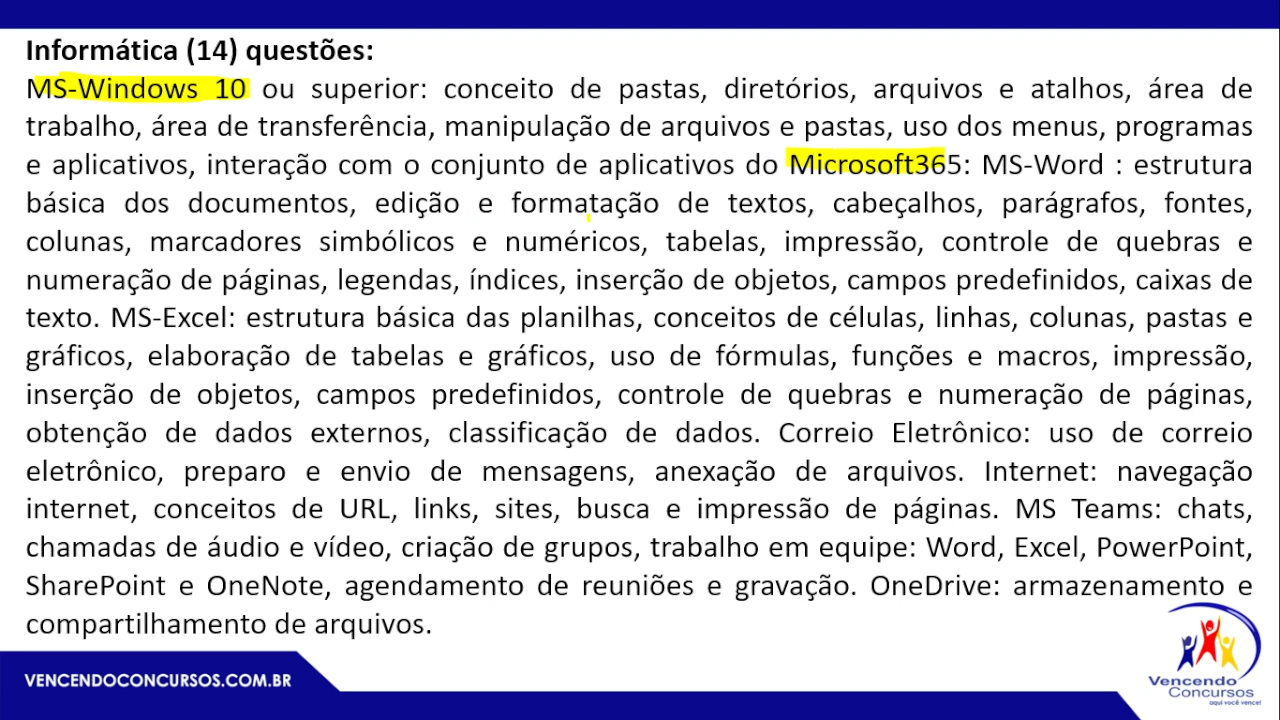 Informática (14) questões:
MS-Windows 10 ou superior: conceito de pastas, diretórios, arquivos e atalhos, área de
trabalho, área de transferência, manipulação de arquivos e pastas, uso dos menus, programas
e aplicativos, interação com o conjunto de aplicativos do Microsoft365: MS-Word : estrutura
básica dos documentos, edição e formatação de textos, cabeçalhos, parágrafos, fontes,
colunas, marcadores simbólicos e numéricos, tabelas, impressão, controle de quebras e
numeração de páginas, legendas, índices, inserção de objetos, campos predefinidos, caixas de
texto. MS-Excel: estrutura básica das planilhas, conceitos de células, linhas, colunas, pastas e
gráficos, elaboração de tabelas e gráficos, uso de fórmulas, funções e macros, impressão,
inserção de objetos, campos predefinidos, controle de quebras e numeração de páginas,
obtenção de dados externos, classificação de dados. Correio Eletrônico: uso de correio
eletrônico, preparo e envio de mensagens, anexação de arquivos. Internet: navegação
internet, conceitos de URL, links, sites, busca e impressão de páginas. MS Teams: chats,
chamadas de áudio e vídeo, criação de grupos, trabalho em equipe: Word, Excel, PowerPoint,
SharePoint e OneNote, agendamento de reuniões e gravação. OneDrive: armazenamento e
compartilhamento de arquivos.
VENCENDOCONCURSOS.COM.BR
Vencendo
Concursos
aqui você vence!